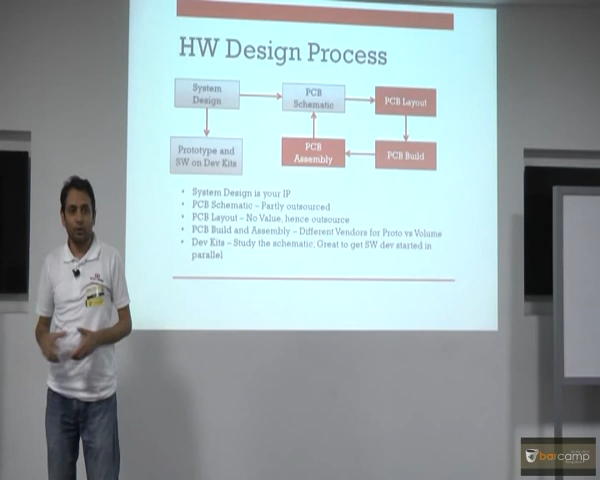 HW Design Process
System
Design
PCB
Schematic
PCB Layout
Prototype and
SW on Dev Kits
PCB
Assembly
PCB Build
• System Design is your IP
• PCB Schematic – Partly outsourced
• PCB Layout – No Value, hence outsource
• PCB Build and Assembly – Different Vendors for Proto vs Volume
• Dev Kits – Study the schematic, Great to get SW dev started in
parallel
barcamp